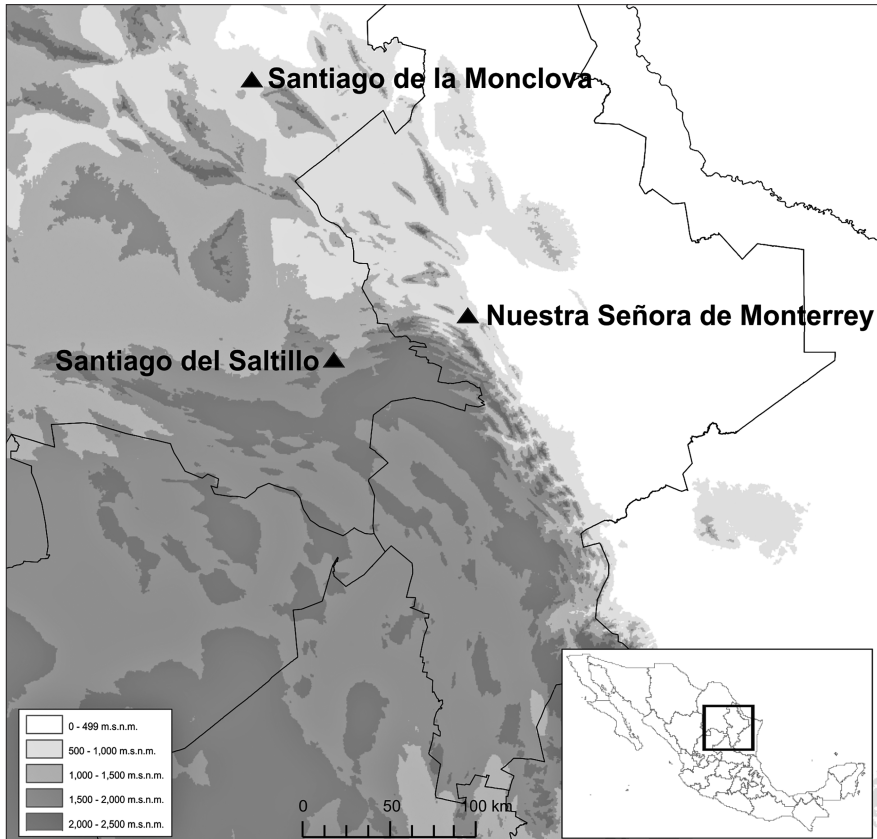 Santiago de la Monclova
Nuestra Señora de Monterrey
Santiago del Saltillo
0 - 499 m.s.n.m.
500 - 1,000 m.s.n.m.
1,000 - 1,500 m.s.n.m.
1,500 - 2,000 m.s.n.m.
2,000 - 2,500 m.s.n.m.
0 50 100 km